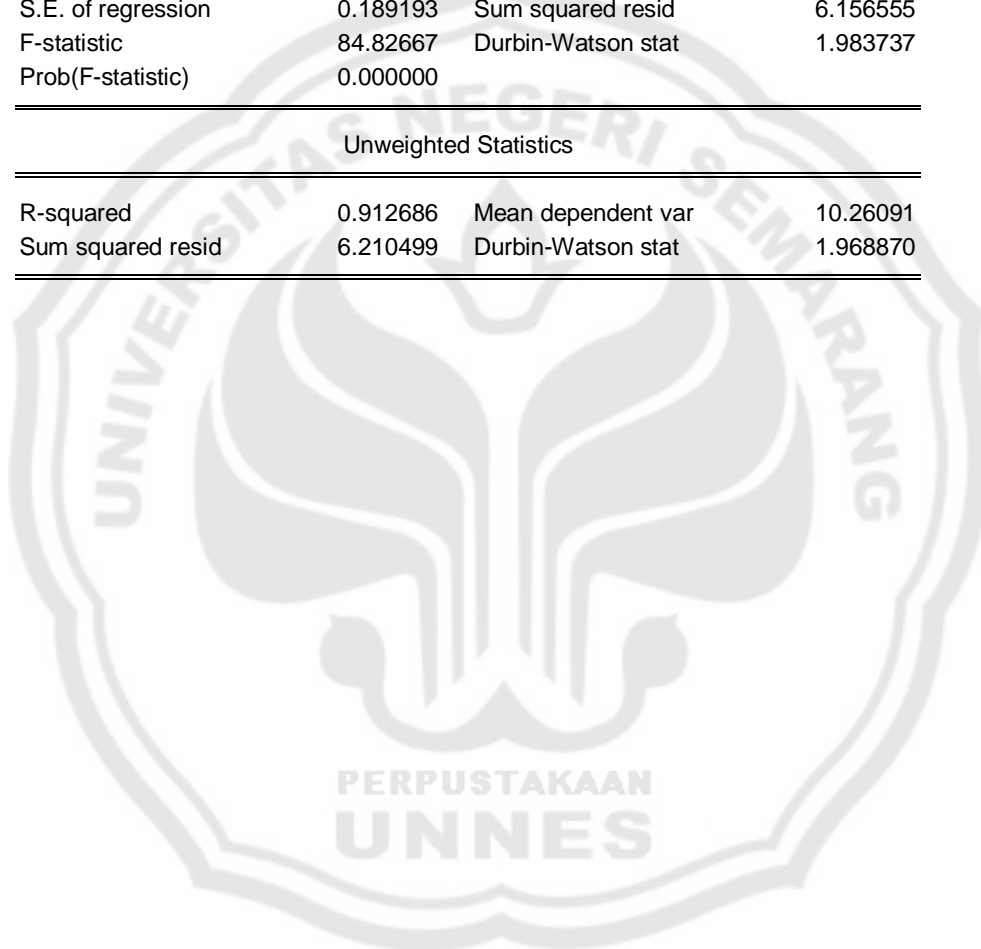 S.E. of regression 0.189193 Sum squared resid 6.156555
F-statistic 84.82667 Durbin-Watson stat 1.983737
Prob(F-statistic) 0.000000
Unweighted Statistics
R-squared 0.912686 Mean dependent var 10.26091
Sum squared resid 6.210499 Durbin-Watson stat 1.968870
UNIVERSITAS NEGERI SEMARANG
PERPUSTAKAAN
UNNES